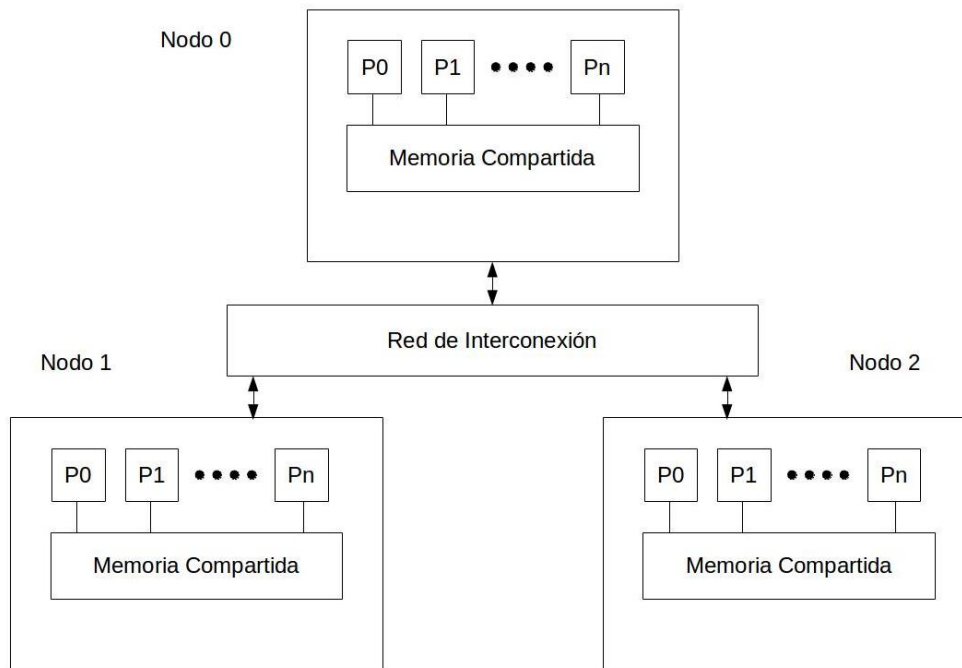 Nodo 0
P0 P1 Pn
Memoria Compartida
Red de Interconexión
Nodo 1
Nodo 2
P0 P1 Pn
Memoria Compartida
P0 P1 Pn
Memoria Compartida